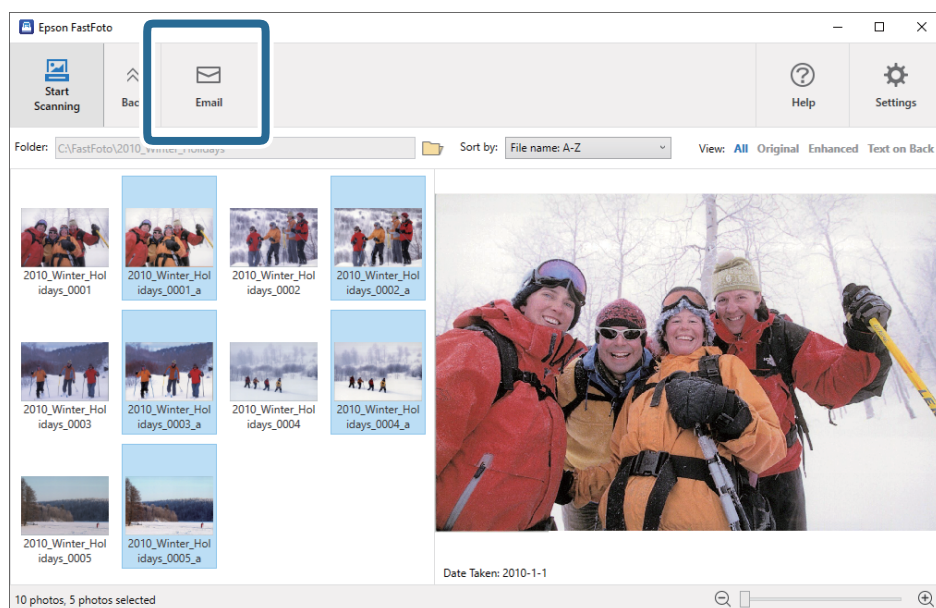 Epson FastFoto
Start
Scanning
Bac
Email
Help
Settings
Folder:
C:\FastFoto\2010_Winter_Holidays
Sort by:
File name: A-Z
View: All Original Enhanced Text on Back
2010_Winter_Hol
idays_0001
2010_Winter_Hol
idays_0001_a
2010_Winter_Hol
idays_0002
2010_Winter_Hol
idays_0002_a
2010_Winter_Hol
idays_0003
2010_Winter_Hol
idays_0003_a
2010_Winter_Hol
idays_0004
2010_Winter_Hol
idays_0004_a
2010_Winter_Hol
idays_0005
2010_Winter_Hol
idays_0005_a
Date Taken: 2010-1-1
10 photos, 5 photos selected